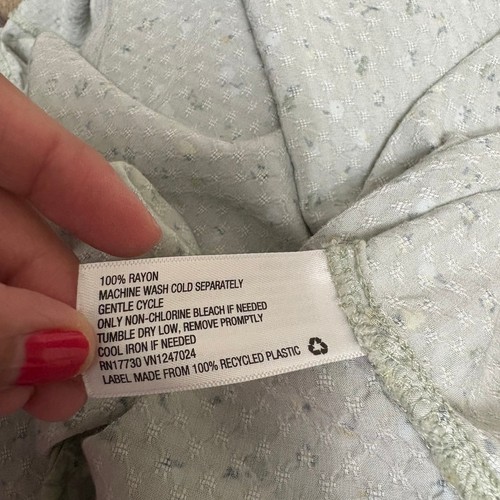 100% RAYON
MACHINE WASH COLD SEPARATELY
GENTLE CYCLE
ONLY NON-CHLORINE BLEACH IF NEEDED
TUMBLE DRY LOW, REMOVE PROMPTLY
COOL IRON IF NEEDED
RN17730 VN1247024
LABEL MADE FROM 100% RECYCLED PLASTIC